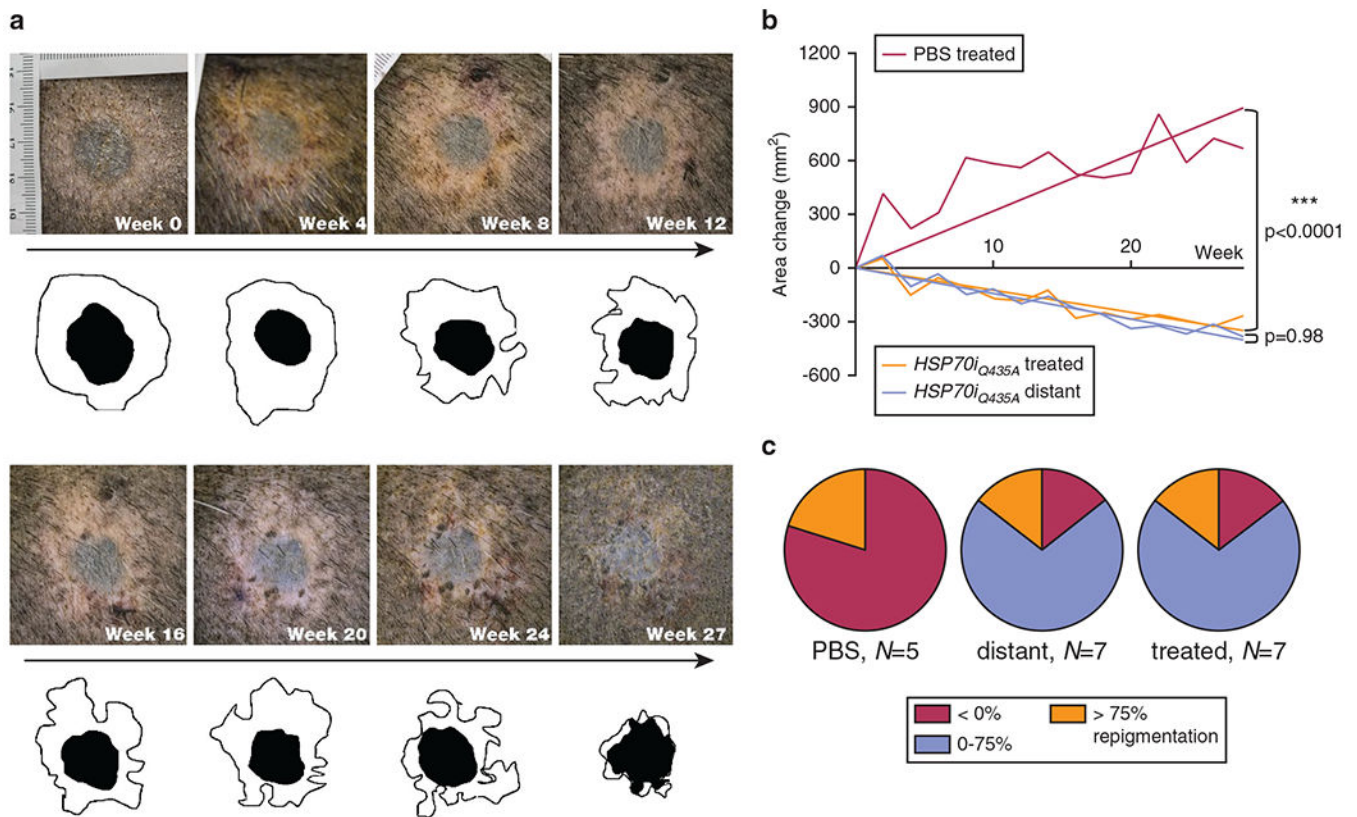 a
Week 0
Week 4
Week 8
Week 12
Week 16
Week 20
Week 24
Week 27
b
1200
900
600
300
0
-300
-600
Area change (mm²)
PBS treated
10
20
Week
***
p<0.0001
p=0.98
HSP70iQ435A treated
HSP70iQ435A distant
c
PBS, N=5
distant, N=7
treated, N=7
< 0%
> 75%
repigmentation
0-75%